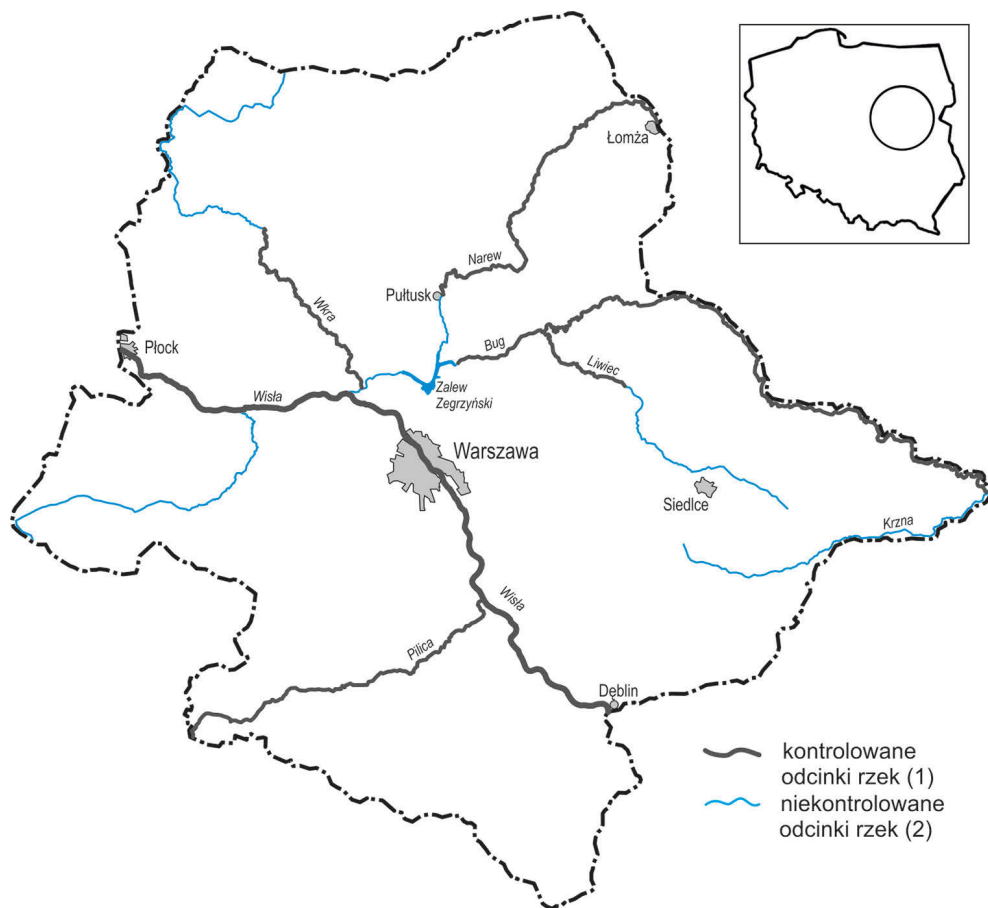 Łomża
Narew
Pułtusk
Wkra
Bug
Płock
Liwiec
Zalew
Zegrzyński
Wisła
Warszawa
Siedlce
Krzna
Wisła
Pilica
Dęblin
kontrolowane
odcinki rzek (1)
niekontrolowane
odcinki rzek (2)